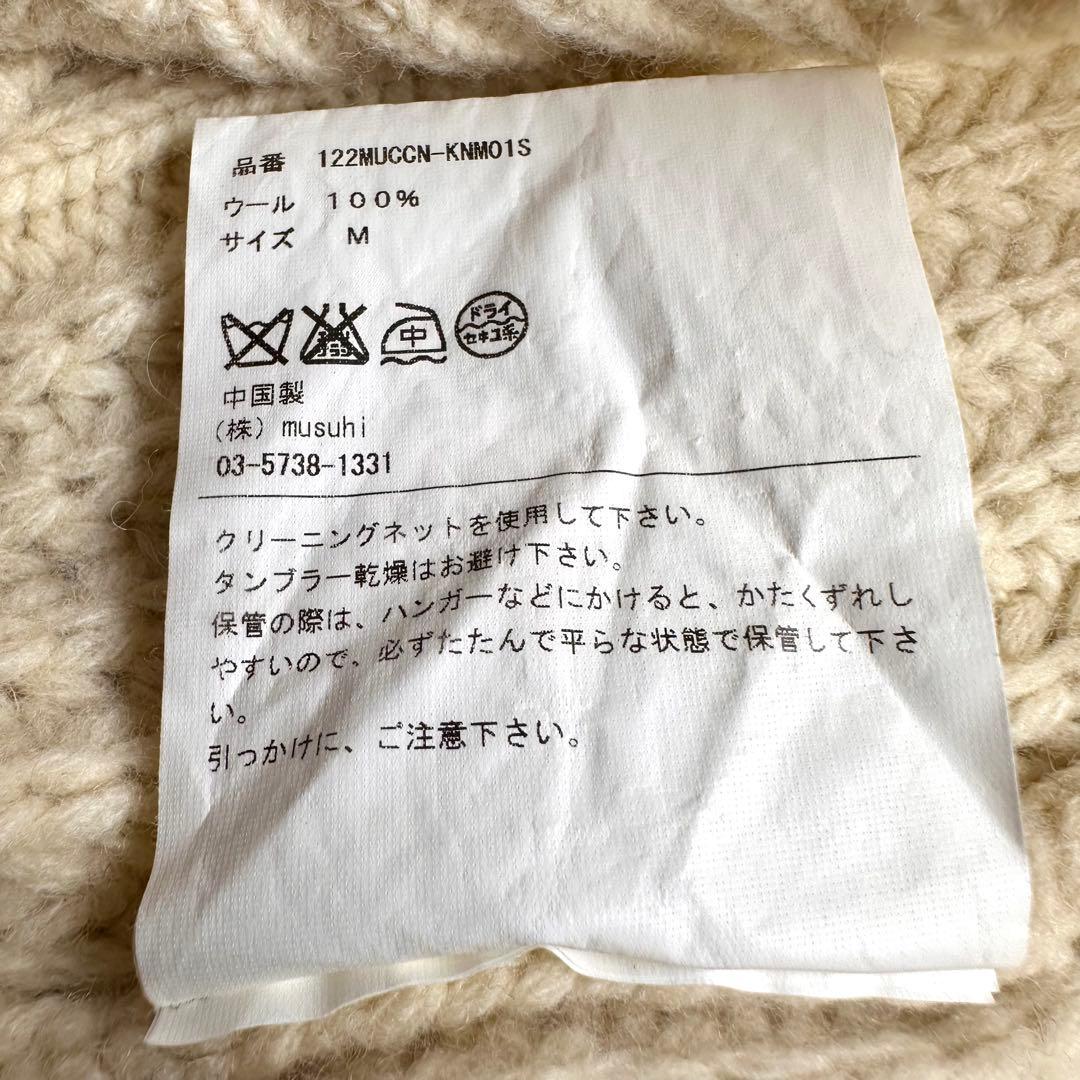 品番 122MUCCN-KNM01S
ウール 100%
サイズ M
中
ドライ
セキユ系
中国製
(株) musuhi
03-5738-1331
クリーニングネットを使用して下さい。
タンブラー乾燥はお避け下さい。
保管の際は、ハンガーなどにかけると、かたくずれし
やすいので、必ずたたんで平らな状態で保管して下さ
い。
引っかけに、ご注意下さい。